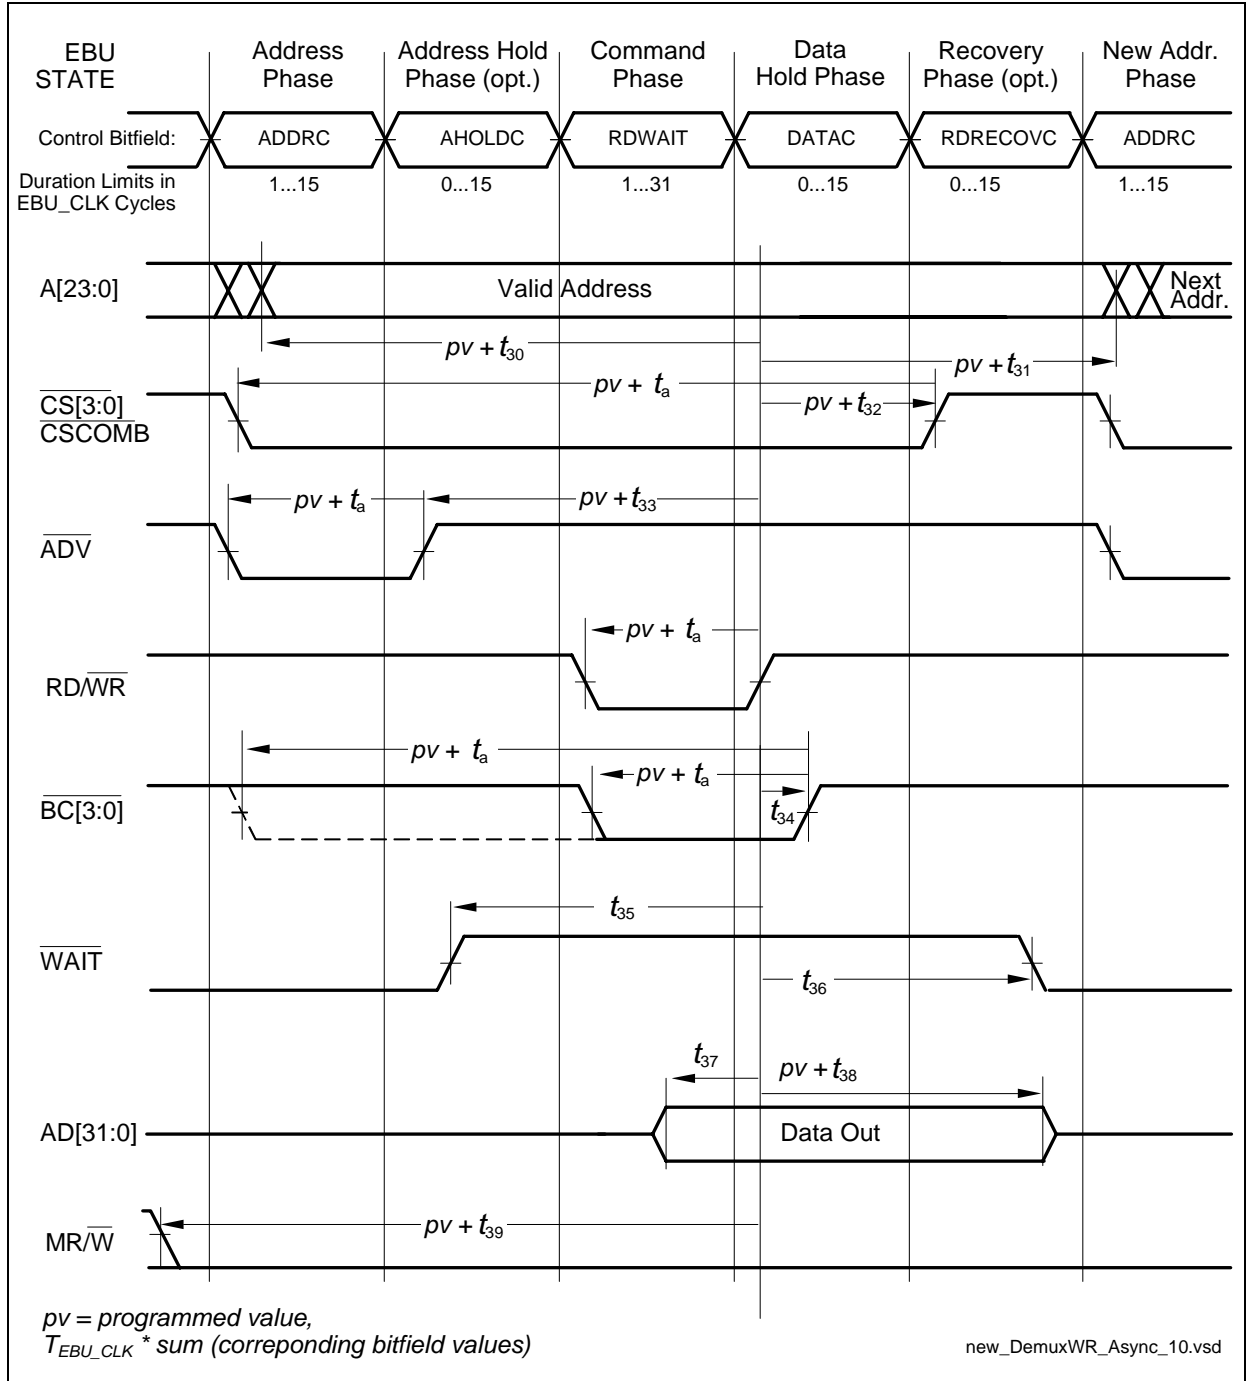 EBU
STATE
Address
Phase
Address Hold
Phase (opt.)
Command
Phase
Data
Hold Phase
Recovery
Phase (opt.)
New Addr.
Phase
Control Bitfield:
ADDRC
AHOLDC
RDWAIT
DATAC
RDRECOVC
ADDRC
Duration Limits in
EBU_CLK Cycles
1...15
0...15
1...31
0...15
0...15
1...15
A[23:0]
Valid Address
Next
Addr.
pv + t30
pv + t31
CS[3:0]
CSCOMB
pv + ta
pv + t32
ADV
pv + ta
pv + t33
RD/WR
pv + ta
BC[3:0]
pv + ta
pv + ta
t34
WAIT
t35
t36
AD[31:0]
t37
pv + t38
Data Out
MR/W
pv + t39
pv = programmed value,
TEBU_CLK * sum (correponding bitfield values)
new_DemuxWR_Async_10.vsd